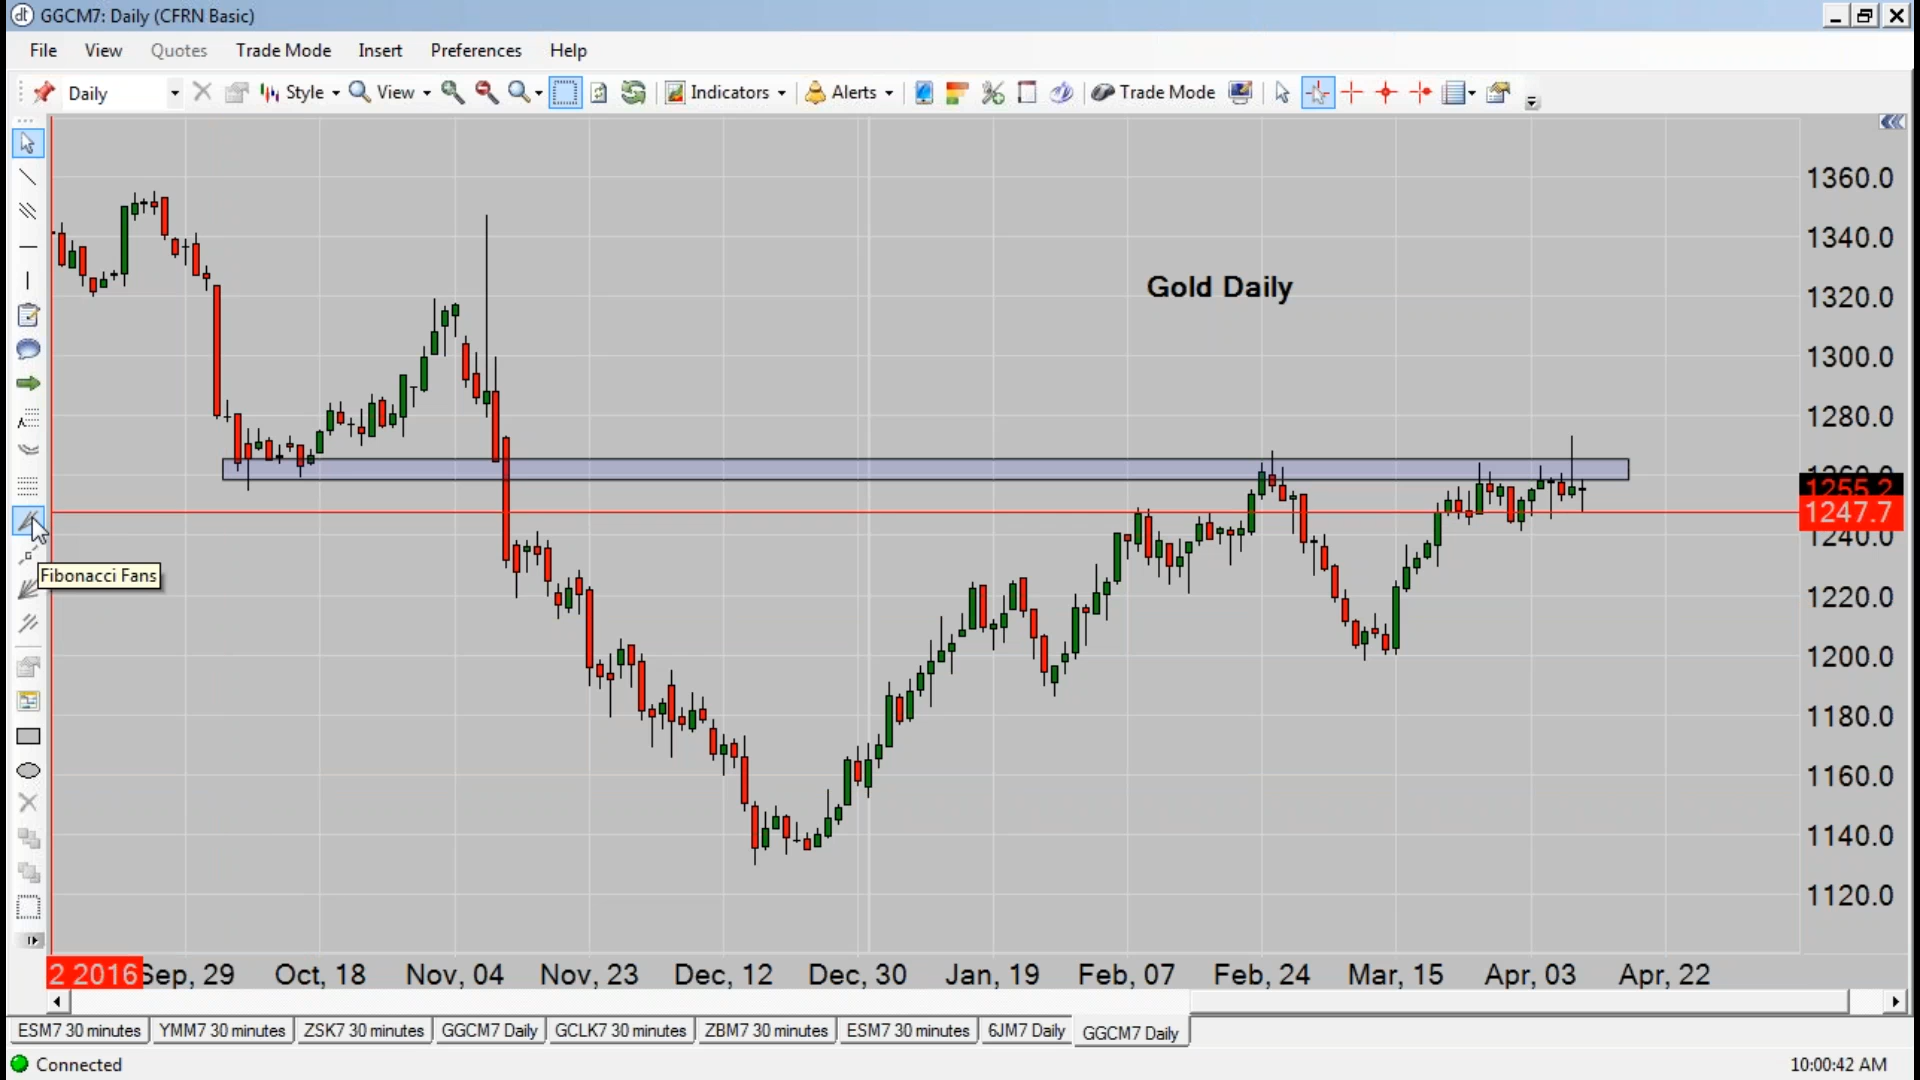 GGCM7: Daily (CFRN Basic)
File View Quotes Trade Mode Insert Preferences Help
Daily Style View Indicators Alerts Trade Mode
1360.0
1340.0
Gold Daily
1320.0
1300.0
1280.0
1260.0
1255.2
1247.7
1240.0
Fibonacci Fans
1220.0
1200.0
1180.0
1160.0
1140.0
1120.0
2 2016 Sep, 29 Oct, 18 Nov, 04 Nov, 23 Dec, 12 Dec, 30 Jan, 19 Feb, 07 Feb, 24 Mar, 15 Apr, 03 Apr, 22
ESM7 30 minutes YMM7 30 minutes ZSK7 30 minutes GGCM7 Daily GCLK7 30 minutes ZBM7 30 minutes ESM7 30 minutes 6JM7 Daily GGCM7 Daily
Connected 10:00:42 AM